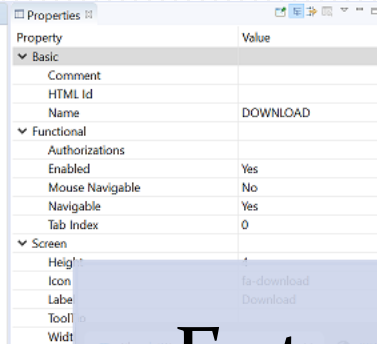 Properties
Property Value
Basic
Comment
HTML Id
Name DOWNLOAD
Functional
Authorizations
Enabled Yes
Mouse Navigable No
Navigable Yes
Tab Index 0
Screen
Icon fa-download
Download